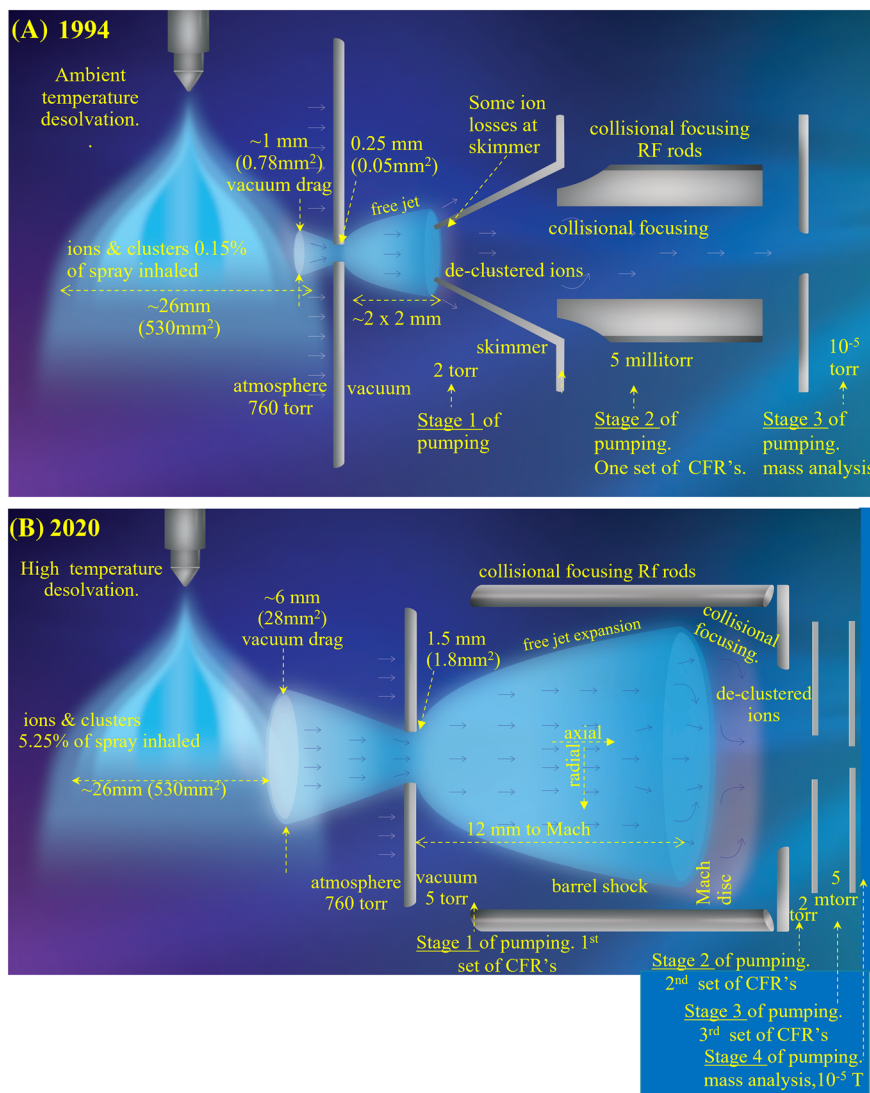 (A) 1994
Ambient
temperature
desolvation.
.
~1 mm
(0.78mm²)
vacuum drag
0.25 mm
(0.05mm²)
free jet
Some ion
losses at
skimmer
collisional focusing
RF rods
collisional focusing
ions & clusters 0.15%
of spray inhaled
~26mm
(530mm²)
de-clustered ions
~2 x 2 mm
skimmer
atmosphere
760 torr
vacuum
2 torr
Stage 1 of
pumping
5 millitorr
Stage 2 of
pumping.
One set of CFR's.
10⁻⁵
torr
Stage 3 of
pumping.
mass analysis
(B) 2020
High temperature
desolvation.
~6 mm
(28mm²)
vacuum drag
1.5 mm
(1.8mm²)
collisional focusing Rf rods
free jet expansion
collisional
focusing.
de-clustered
ions
ions & clusters
5.25% of spray inhaled
~26mm (530mm²)
axial
radial
12 mm to Mach
barrel shock
Mach
disc
atmosphere
760 torr
vacuum
5 torr
2
torr
5
mtorr
Stage 1 of pumping. 1ˢᵗ
set of CFR's
Stage 2 of pumping.
2ⁿᵈ set of CFR's
Stage 3 of pumping.
3ʳᵈ set of CFR's
Stage 4 of pumping.
mass analysis,10⁻⁵ T